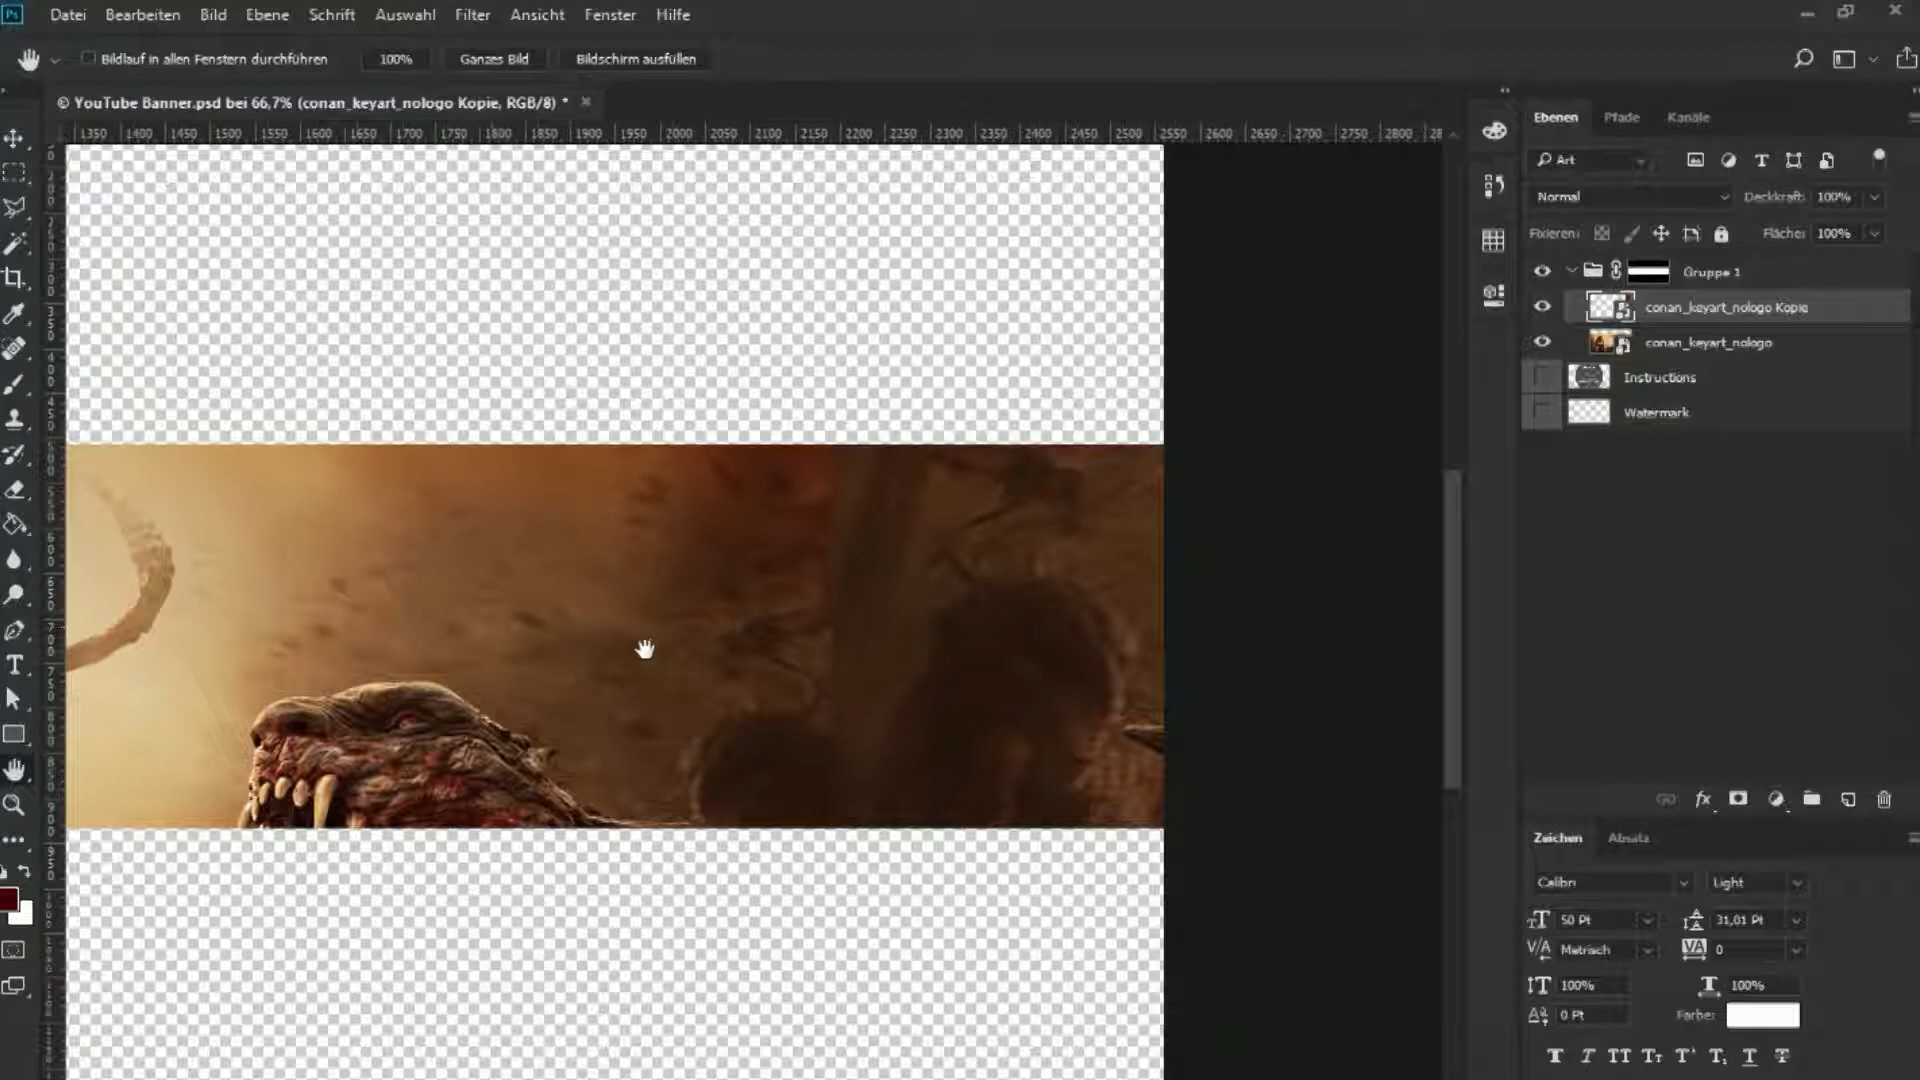 Ps Datei Bearbeiten Bild Ebene Schrift Auswahl Filter Ansicht Fenster Hilfe
Bildlauf in allen Fenstern durchführen 100% Ganzes Bild Bildschirm ausfüllen
© YouTube Banner.psd bei 66,7% (conan_keyart_nologo Kopie, RGB/8) * ×
1350 1400 1450 1500 1550 1600 1650 1700 1750 1800 1850 1900 1950 2000 2050 2100 2150 2200 2250 2300 2350 2400 2450 2500 2550 2600 2650 2700 2750 2800 28
Ebenen Pfade Kanäle
Art
Normal Deckkraft: 100%
Fixieren: Fläche: 100%
Gruppe 1
conan_keyart_nologo Kopie
conan_keyart_nologo
Instructions
Watermark
fx
Zeichen Absatz
Calibri Light
50 Pt 31,01 Pt
Metrisch 0
100% 100%
0 Pt Farbe: